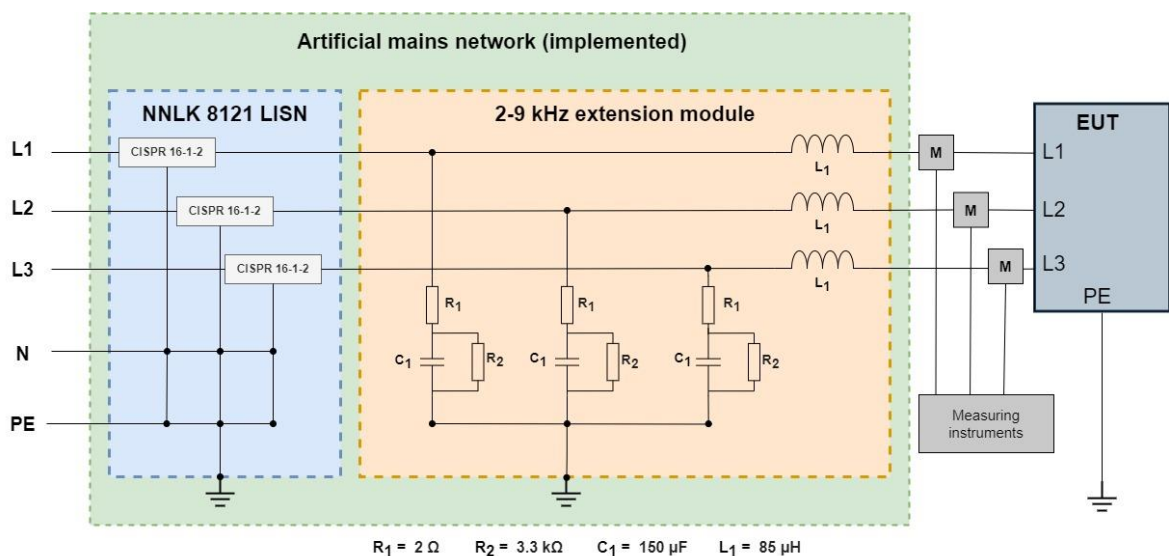 Artificial mains network (implemented)
NNLK 8121 LISN
2-9 kHz extension module
EUT
L1
CISPR 16-1-2
L1
M
L1
L2
CISPR 16-1-2
L1
M
L2
L3
CISPR 16-1-2
L1
M
L3
PE
R1
R1
R1
N
C1
R2
C1
R2
C1
R2
PE
Measuring
instruments
R1 = 2 Ω R2 = 3.3 kΩ C1 = 150 µF L1 = 85 µH